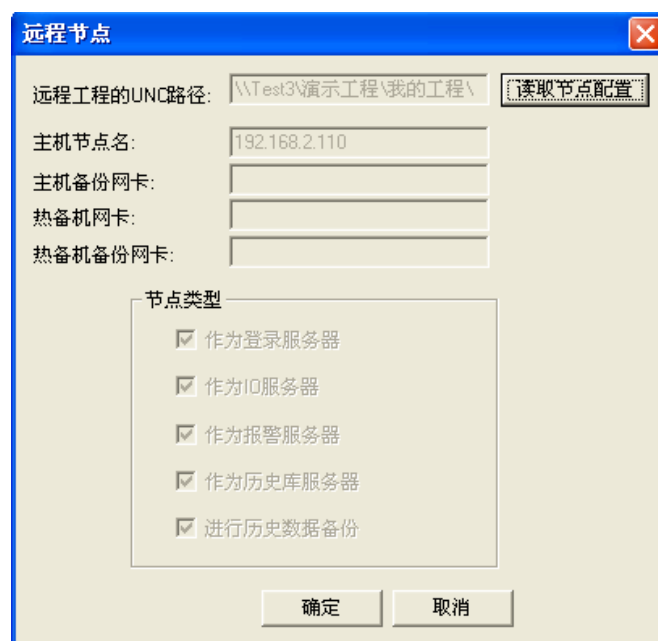 远程节点
远程工程的UNC路径: \\Test3\演示工程\我的工程\ 读取节点配置
主机节点名: 192.168.2.110
主机备份网卡:
热备机网卡:
热备机备份网卡:
节点类型
作为登录服务器
作为IO服务器
作为报警服务器
作为历史库服务器
进行历史数据备份
确定 取消